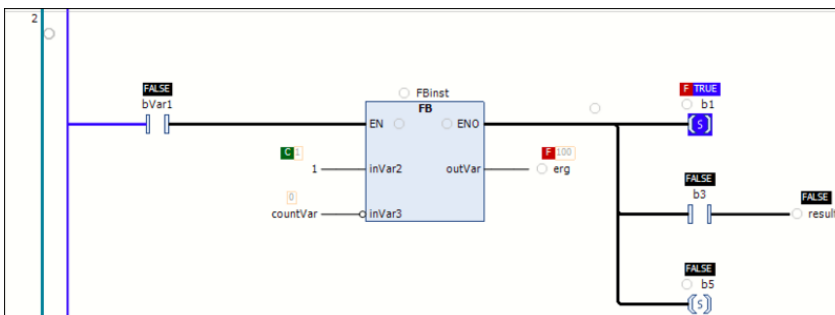 2
FALSE
bVar1
FBinst
FB
EN
ENO
C 1
1
inVar2
outVar
F 100
erg
0
countVar
inVar3
F TRUE
b1
S
FALSE
b3
FALSE
result
FALSE
b5
S